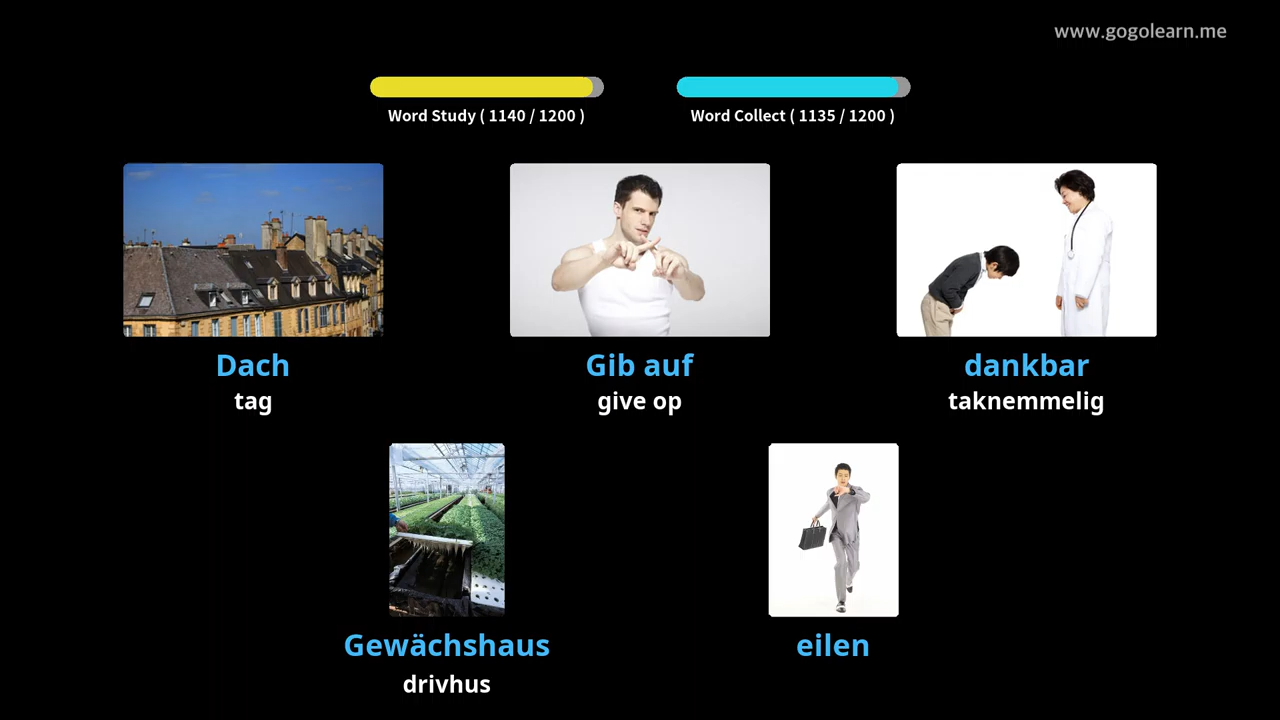 www.gogolearn.me
Word Study ( 1140 / 1200 )
Word Collect ( 1135 / 1200 )
Dach
tag
Gib auf
give op
dankbar
taknemmelig
Gewächshaus
drivhus
eilen